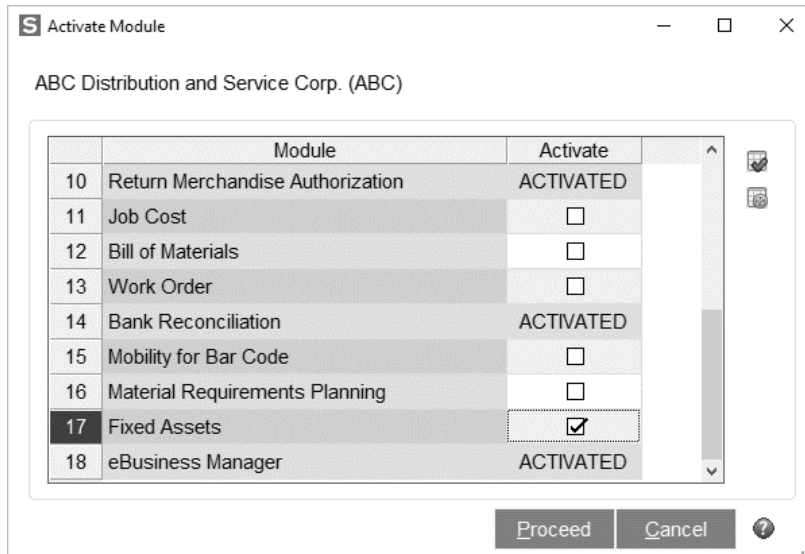 S Activate Module
ABC Distribution and Service Corp. (ABC)
Module Activate
10 Return Merchandise Authorization ACTIVATED
11 Job Cost
12 Bill of Materials
13 Work Order
14 Bank Reconciliation ACTIVATED
15 Mobility for Bar Code
16 Material Requirements Planning
17 Fixed Assets
18 eBusiness Manager ACTIVATED
Proceed Cancel ?